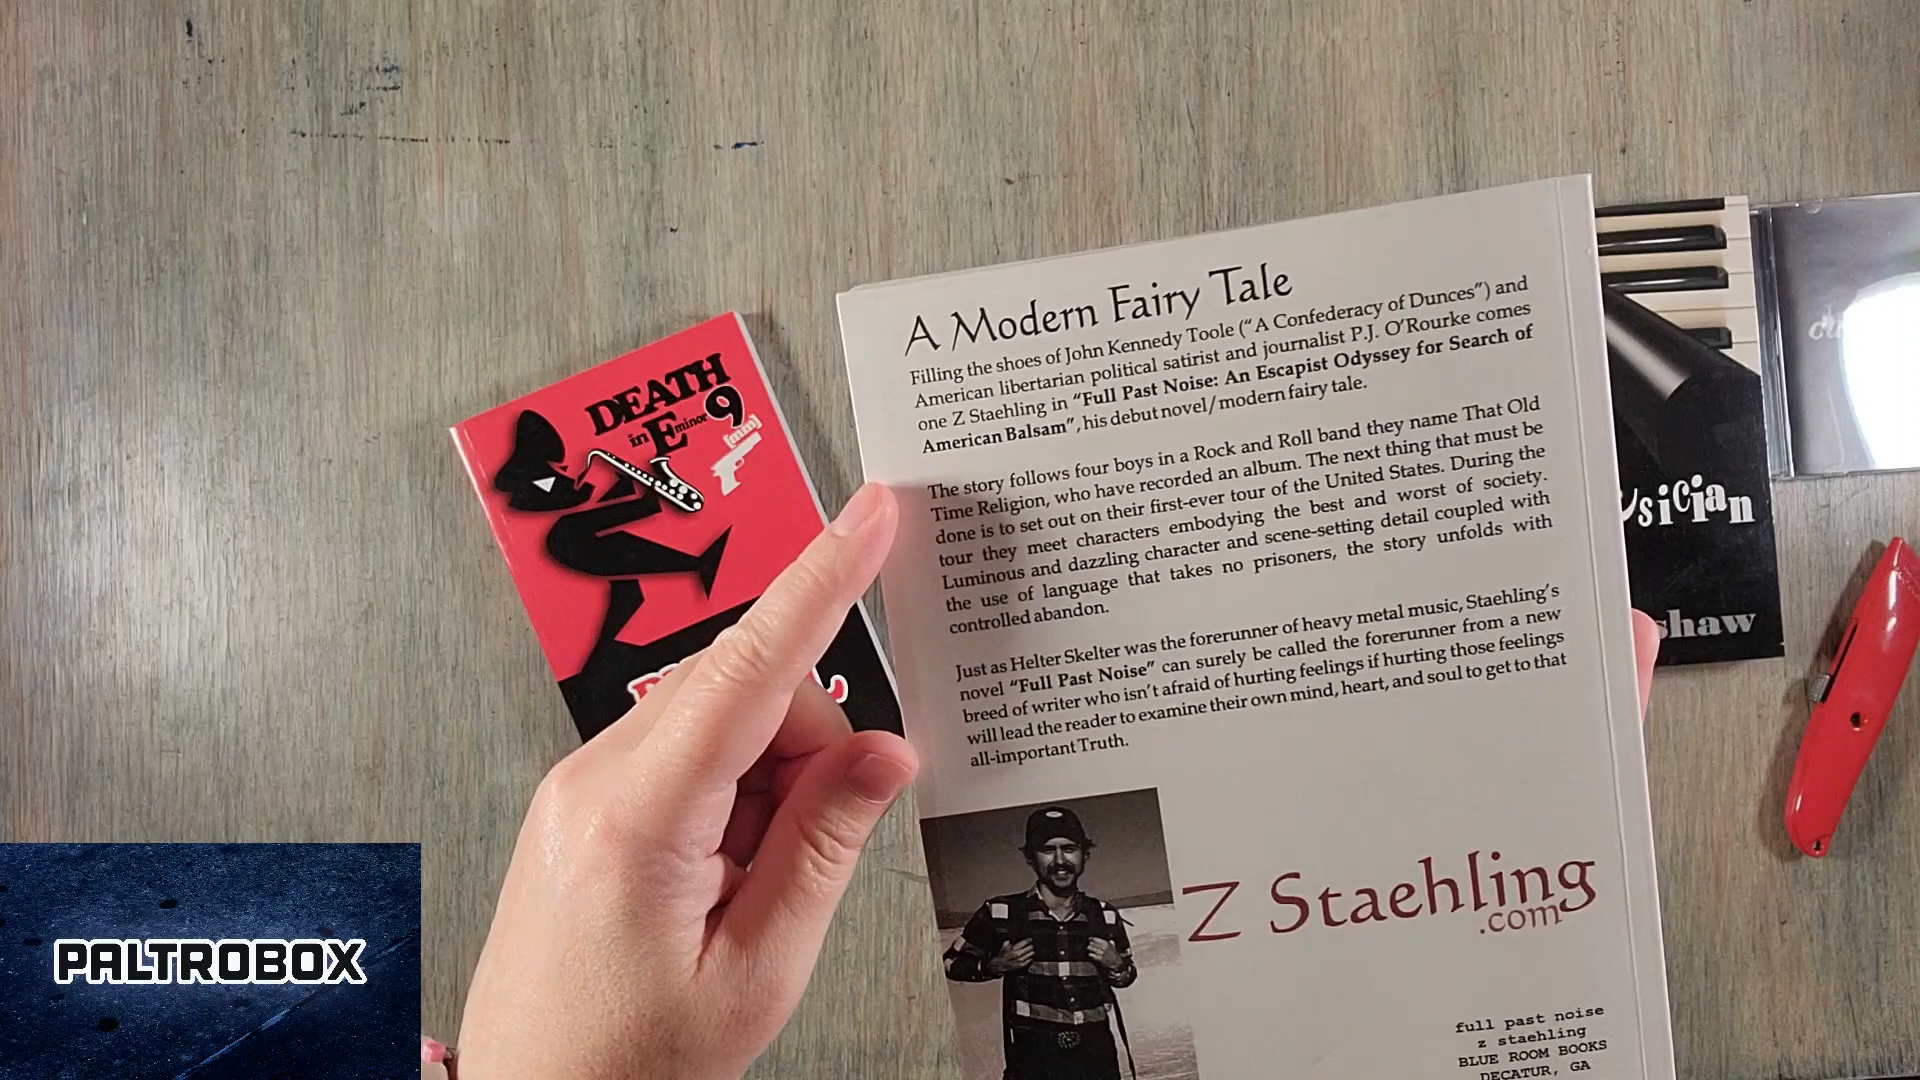 DEATH
in E minor 9
[mm]
A Modern Fairy Tale
Filling the shoes of John Kennedy Toole ("A Confederacy of Dunces") and
American libertarian political satirist and journalist P.J. O'Rourke comes
one Z Staehling in "Full Past Noise: An Escapist Odyssey for Search of
American Balsam", his debut novel/modern fairy tale.
The story follows four boys in a Rock and Roll band they name That Old
Time Religion, who have recorded an album. The next thing that must be
done is to set out on their first-ever tour of the United States. During the
tour they meet characters embodying the best and worst of society.
Luminous and dazzling character and scene-setting detail coupled with
the use of language that takes no prisoners, the story unfolds with
controlled abandon.
Just as Helter Skelter was the forerunner of heavy metal music, Staehling's
novel "Full Past Noise" can surely be called the forerunner from a new
breed of writer who isn't afraid of hurting feelings if hurting those feelings
will lead the reader to examine their own mind, heart, and soul to get to that
all-important Truth.
Z Staehling
.com
full past noise
z staehling
BLUE ROOM BOOKS
DECATUR, GA
sician
shaw
PALTROBOX